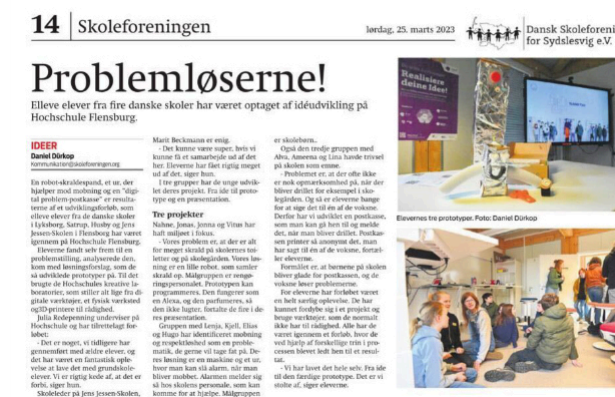 14 Skoleforeningen
lørdag, 25. marts 2023
Dansk Skoleforeni
for Sydslesvig e.V.
Problemløserne!
Elleve elever fra fire danske skoler har været optaget af idéudvikling på
Hochschule Flensburg.
IDEER
Daniel Dürkop
kommunikation@skoleforeningen.org
En robot-skraldespand, et ur, der
hjælper mod mobning og en "digi-
tal problem-postkasse" er resulta-
terne af et udviklingsforløb, som
elleve elever fra de danske skoler
i Lyksborg, Satrup, Husby og Jens
Jessen-Skolen i Flensborg har været
igennem på Hochschule Flensburg.
Eleverne fandt selv frem til en
problemstilling, analyserede den,
kom med løsningsforslag, som de
så udviklede prototyper på. Til det
brugte de Hochschules kreative la-
boratorier, som stiller alt lige fra di-
gitale værktøjer, et fysisk værksted
og3D-printere til rådighed.
Julia Redepenning underviser på
Hochschule og har tilrettelagt for-
løbet:
- Det er noget, vi tidligere har
gennemført med ældre elever, og
det har været en fantastisk ople-
velse at lave det med grundskole-
elever. Vi er rigtig kede af, at det er
forbi, siger hun.
Skoleleder på Jens Jessen-Skolen,
Marit Beckmann er enig.
- Det kunne være super, hvis vi
kunne få et samarbejde ud af det
her. Eleverne har fået rigtig meget
ud af det, siger hun.
I tre grupper har de unge udvik-
let deres projekt. Fra ide til proto-
type og en præsentation.
Tre projekter
Nahne, Jonas, Jonna og Vitus har
haft miljøet i fokus.
- Vores problem er, at der er alt
for meget skrald på skolernes toi-
letter og på skolegården. Vores løs-
ning er en lille robot, som samler
skrald op. Målgruppen er rengø-
ringspersonalet. Prototypen kan
programmeres. Den fungerer som
en Alexa, og den parfumeres, så
den ikke lugter, fortalte de fire i de-
res præsentation.
Gruppen med Lenja, Kjell, Elias
og Hugo har identificeret mobning
og respektløshed som en proble-
matik, de gerne vil tage fat på. De-
res løsning er en maskine og et ur,
hvor man kan slå alarm, når man
bliver mobbet. Alarmen melder sig
så hos skolens personale, som kan
komme for at hjælpe. Målgruppen
er skolebørn..
Også den tredje gruppen med
Alva, Ameena og Lina havde trivsel
på skolen som emne.
- Problemet er, at der ofte ikke
er nok opmærksomhed på, når der
bliver drillet for eksempel i sko-
legården. Og så er eleverne bange
for at sige det til én af de voksne.
Derfor har vi udviklet en postkasse,
som man kan gå hen til og melde
det, når man bliver drillet. Postkas-
sen printer så anonymt det, man
har sagt til én af de voksne, fortæl-
ler eleverne.
Formålet er, at børnene på skolen
bliver glade for postkassen, og de
voksne løser problemerne.
For eleverne har forløbet været
en helt særlig oplevelse. De har
kunnet fordybe sig i et projekt og
bruge værktøjer, som de normalt
ikke har til rådighed. Alle har de
været igennem et forløb, hvor de
ved hjælp af forskellige trin i pro-
cessen blevet ledt hen til et resul-
tat.
- Vi har lavet det hele selv. Fra ide
til den færdige prototype. Det er vi
stolte af, siger eleverne.
Realisiere
deine Idee!
Elevernes tre prototyper. Foto: Daniel Dürkop